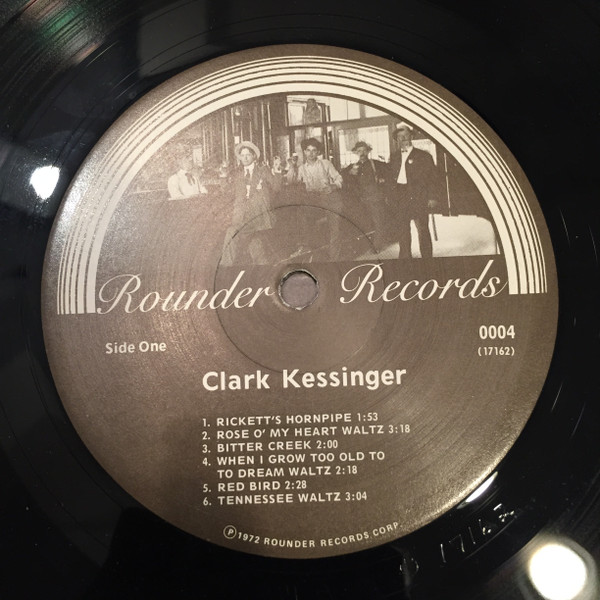 Rounder Records
Side One
0004
(17162)
Clark Kessinger
1. RICKETT'S HORNPIPE 1:53
2. ROSE O' MY HEART WALTZ 3:18
3. BITTER CREEK 2:00
4. WHEN I GROW TOO OLD TO
TO DREAM WALTZ 2:18
5. RED BIRD 2:28
6. TENNESSEE WALTZ 3:04
Ⓟ1972 ROUNDER RECORDS CORP.